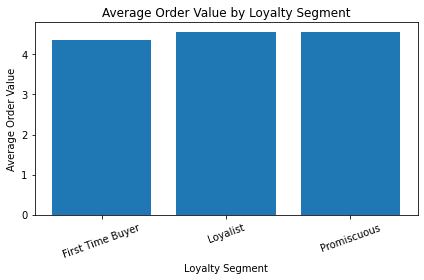 Average Order Value by Loyalty Segment
Average Order Value
4
3
2
1
0
First Time Buyer
Loyalist
Promiscuous
Loyalty Segment